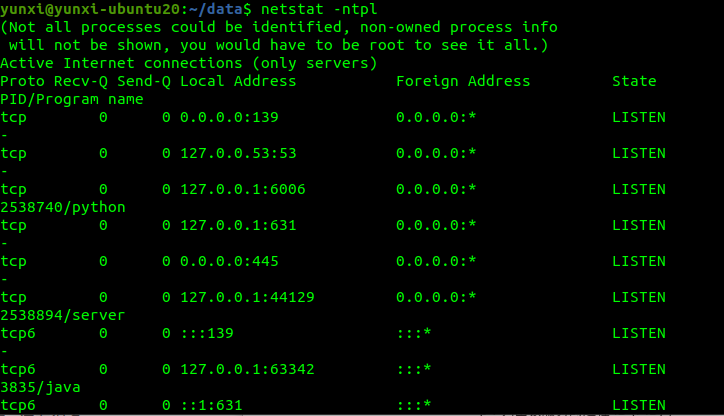 yunxi@yunxi-ubuntu20:~/data$ netstat -ntpl
(Not all processes could be identified, non-owned process info
 will not be shown, you would have to be root to see it all.)
Active Internet connections (only servers)
Proto Recv-Q Send-Q Local Address           Foreign Address         State
PID/Program name
tcp        0      0 0.0.0.0:139             0.0.0.0:*               LISTEN
-
tcp        0      0 127.0.0.53:53           0.0.0.0:*               LISTEN
-
tcp        0      0 127.0.0.1:6006          0.0.0.0:*               LISTEN
2538740/python
tcp        0      0 127.0.0.1:631           0.0.0.0:*               LISTEN
-
tcp        0      0 0.0.0.0:445             0.0.0.0:*               LISTEN
-
tcp        0      0 127.0.0.1:44129         0.0.0.0:*               LISTEN
2538894/server
tcp6       0      0 :::139                  :::*                    LISTEN
-
tcp6       0      0 127.0.0.1:63342         :::*                    LISTEN
3835/java
tcp6       0      0 ::1:631                 :::*                    LISTEN